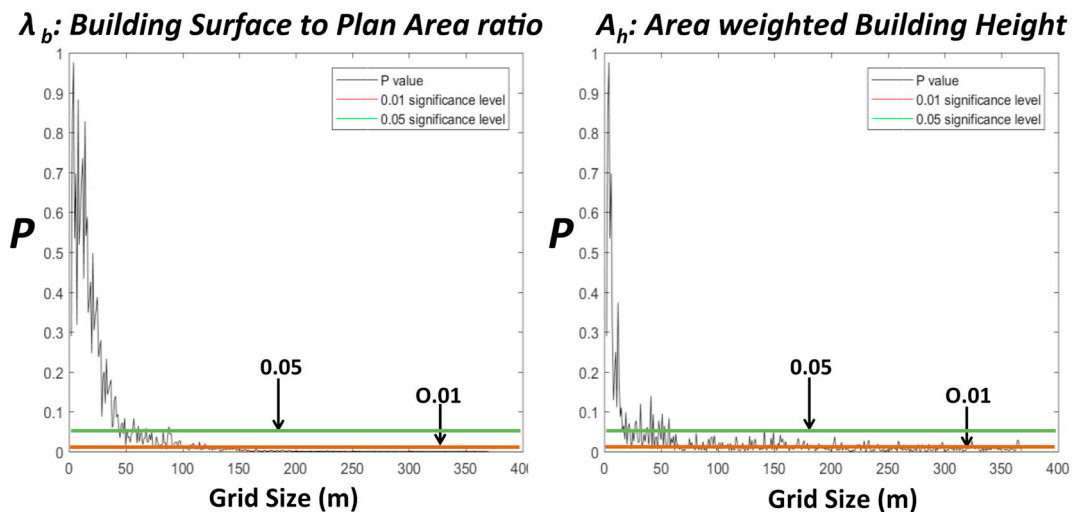 λb: Building Surface to Plan Area ratio
1
0.9
0.8
0.7
0.6
0.5
0.4
0.3
0.2
0.1
0
P
P value
0.01 significance level
0.05 significance level
0.05
O.01
0 50 100 150 200 250 300 350 400
Grid Size (m)
Ah: Area weighted Building Height
1
0.9
0.8
0.7
0.6
0.5
0.4
0.3
0.2
0.1
0
P
P value
0.01 significance level
0.05 significance level
0.05
O.01
0 50 100 150 200 250 300 350 400
Grid Size (m)